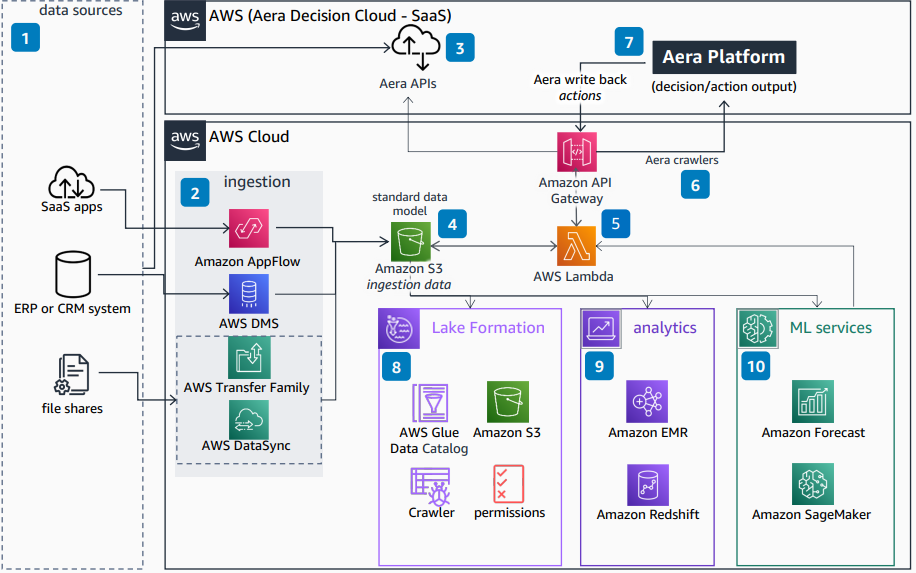 data sources
1
aws
AWS (Aera Decision Cloud - SaaS)
3
Aera APIs
7
Aera Platform
(decision/action output)
Aera write back
actions
aws
AWS Cloud
Aera crawlers
6
Amazon API
Gateway
SaaS apps
ERP or CRM system
file shares
2
ingestion
Amazon AppFlow
AWS DMS
AWS Transfer Family
AWS DataSync
standard data
model
4
Amazon S3
ingestion data
5
AWS Lambda
Lake Formation
8
AWS Glue
Data Catalog
Amazon S3
Crawler
permissions
analytics
9
Amazon EMR
Amazon Redshift
ML services
10
Amazon Forecast
Amazon SageMaker